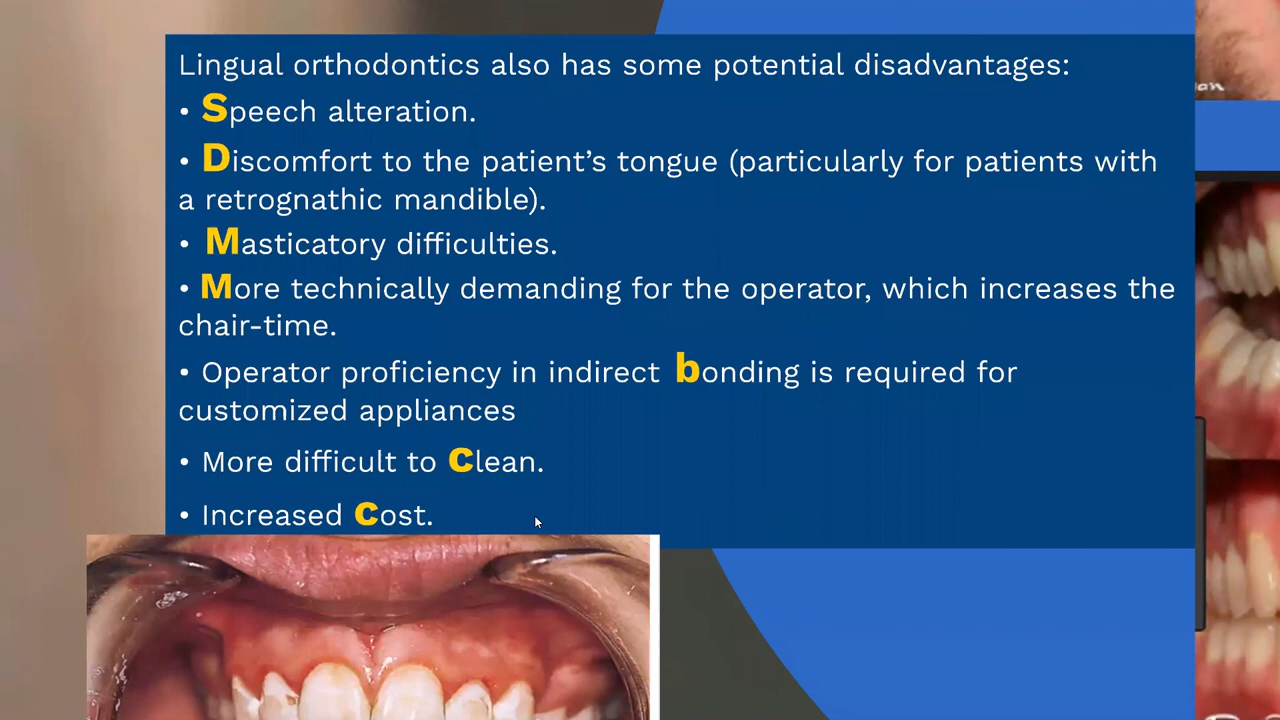 Lingual orthodontics also has some potential disadvantages:
• Speech alteration.
• Discomfort to the patient’s tongue (particularly for patients with
a retrognathic mandible).
• Masticatory difficulties.
• More technically demanding for the operator, which increases the
chair-time.
• Operator proficiency in indirect bonding is required for
customized appliances
• More difficult to Clean.
• Increased Cost.